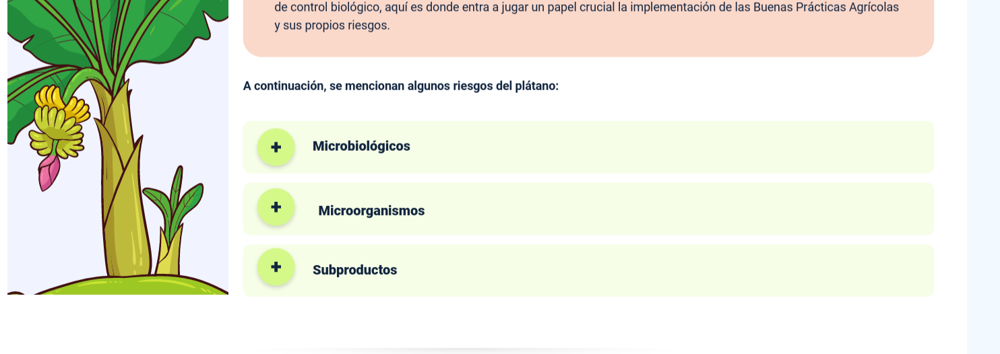 de control biológico, aquí es donde entra a jugar un papel crucial la implementación de las Buenas Prácticas Agrícolas
y sus propios riesgos.
A continuación, se mencionan algunos riesgos del plátano:
+ Microbiológicos
+ Microorganismos
+ Subproductos